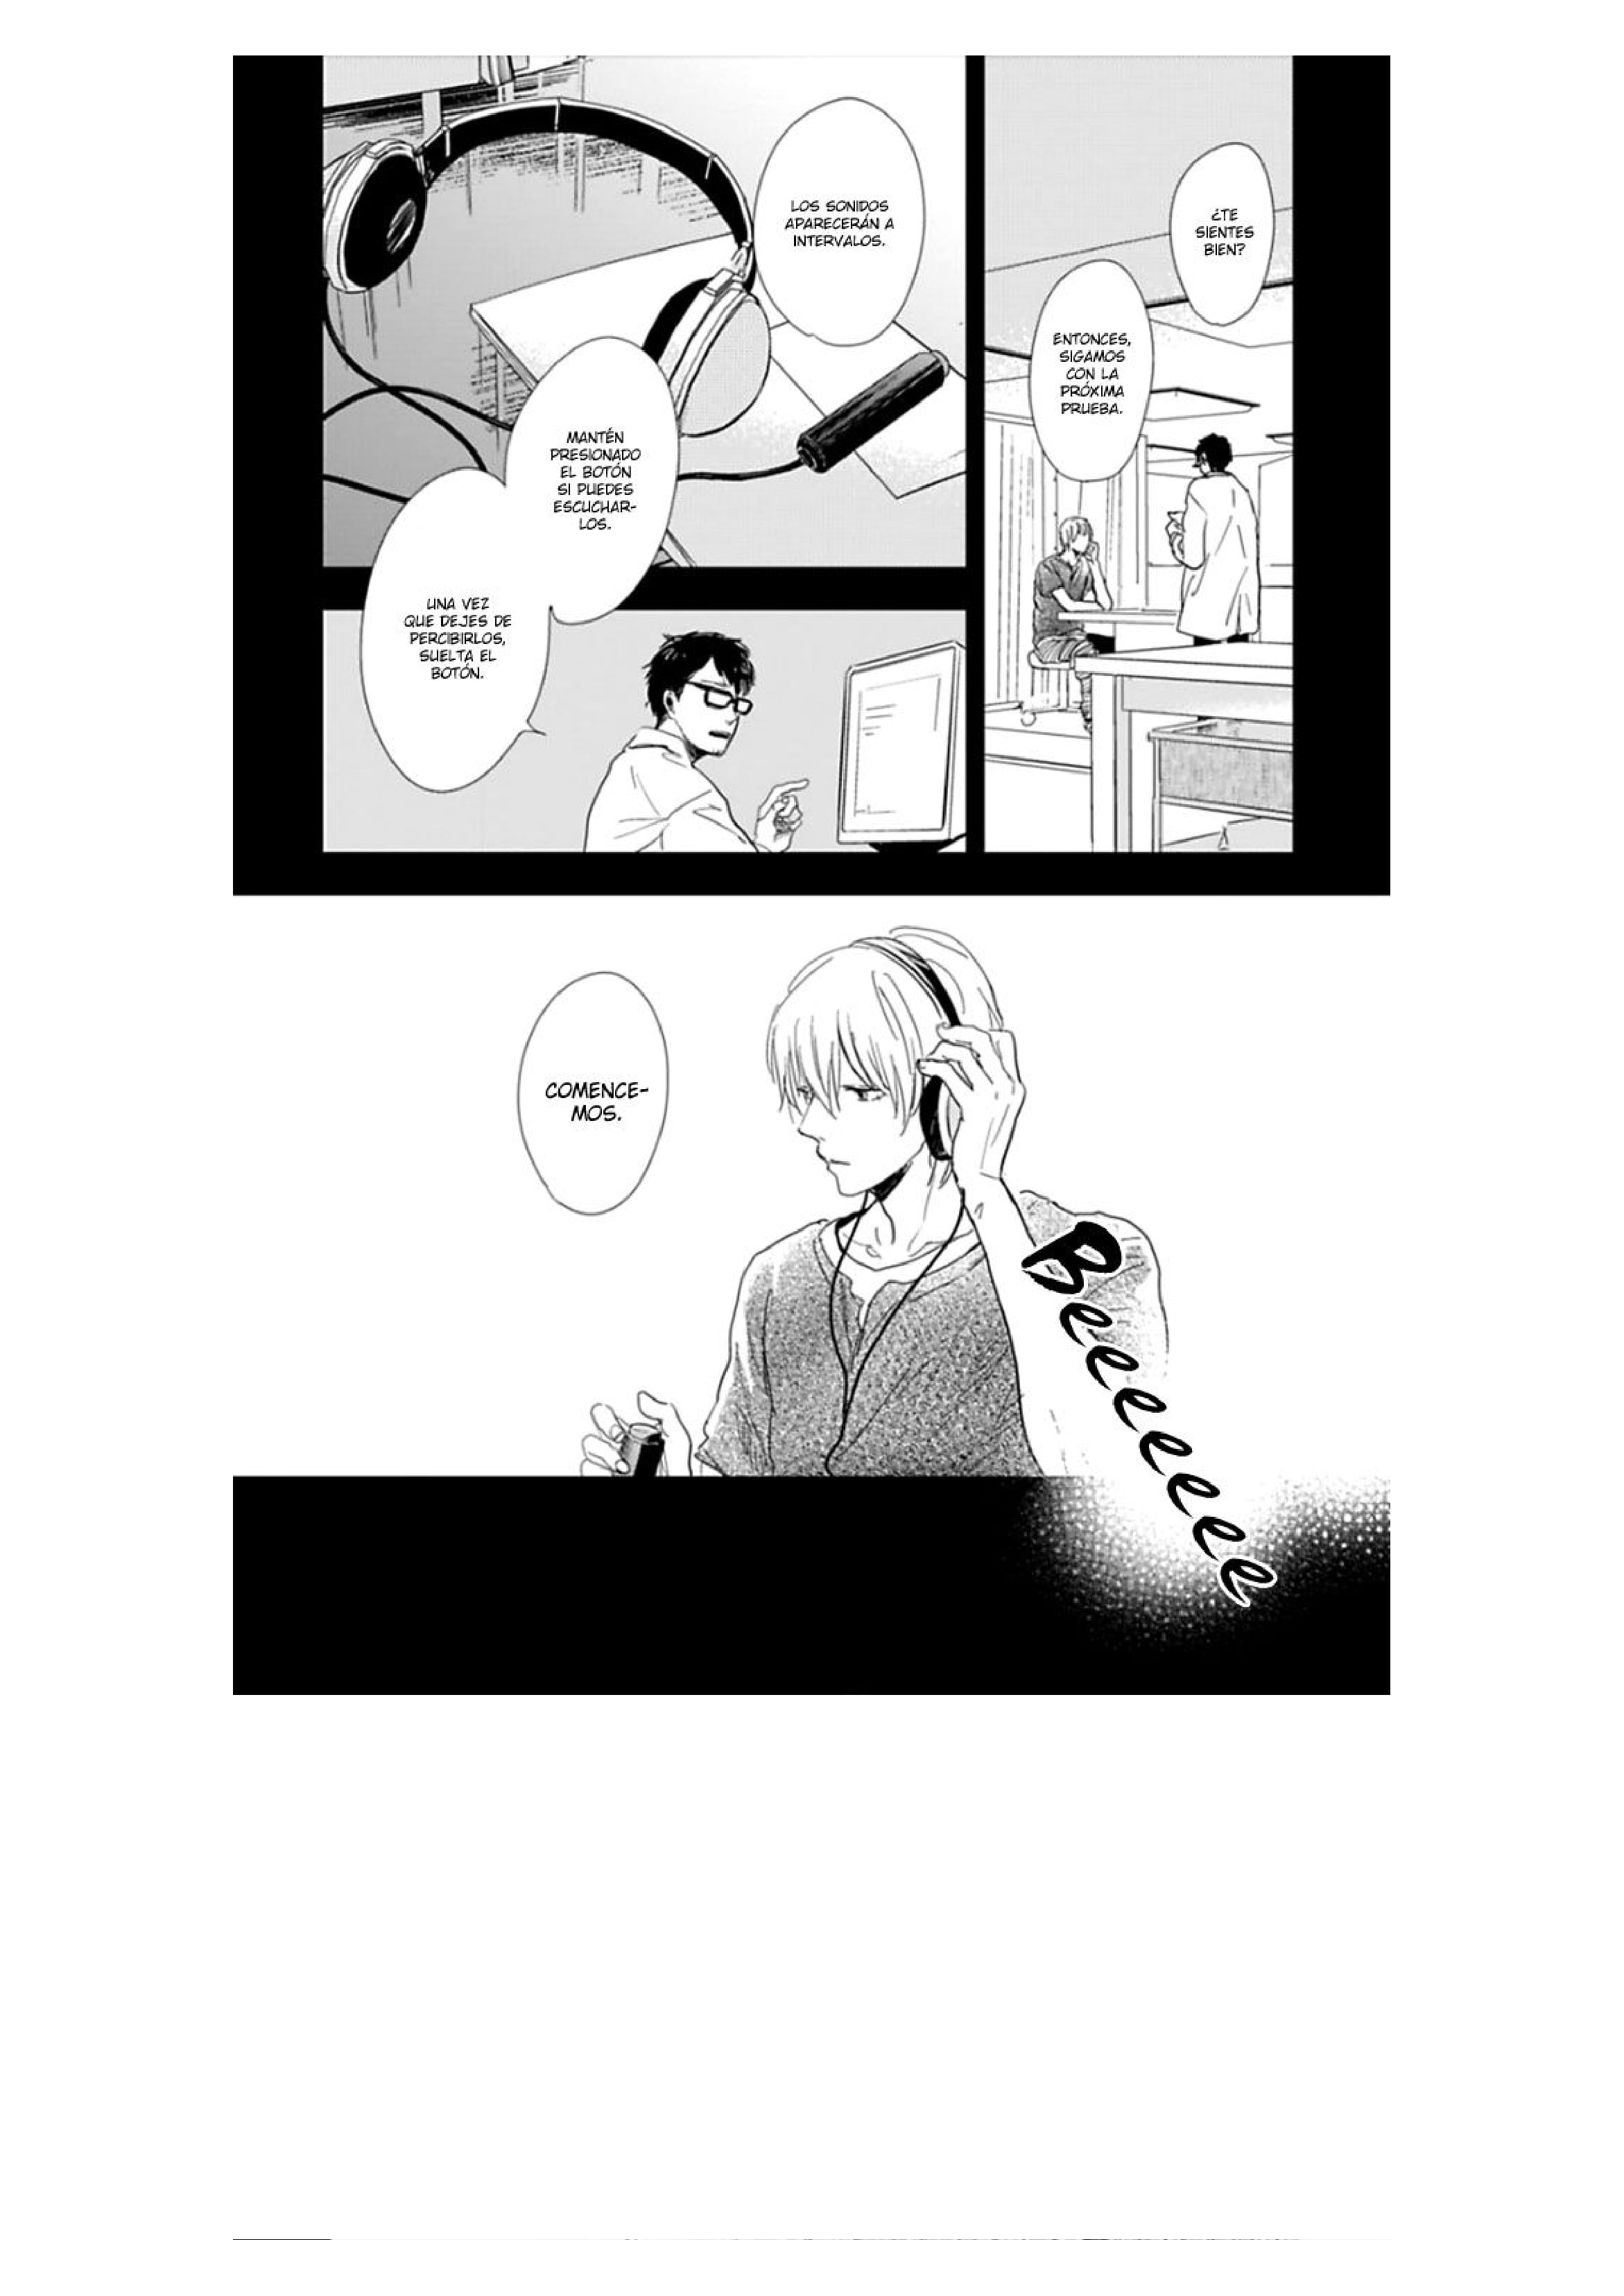 ¿TE
SIENTES
BIEN?
ENTONCES,
SIGAMOS
CON LA
PRÓXIMA
PRUEBA.
LOS SONIDOS
APARECERÁN A
INTERVALOS.
MANTÉN
PRESIONADO
EL BOTÓN
SI PUEDES
ESCUCHAR-
LOS.
UNA VEZ
QUE DEJES DE
PERCIBIRLOS,
SUELTA EL
BOTÓN.
COMENCE-
MOS.
Beeeeeeee